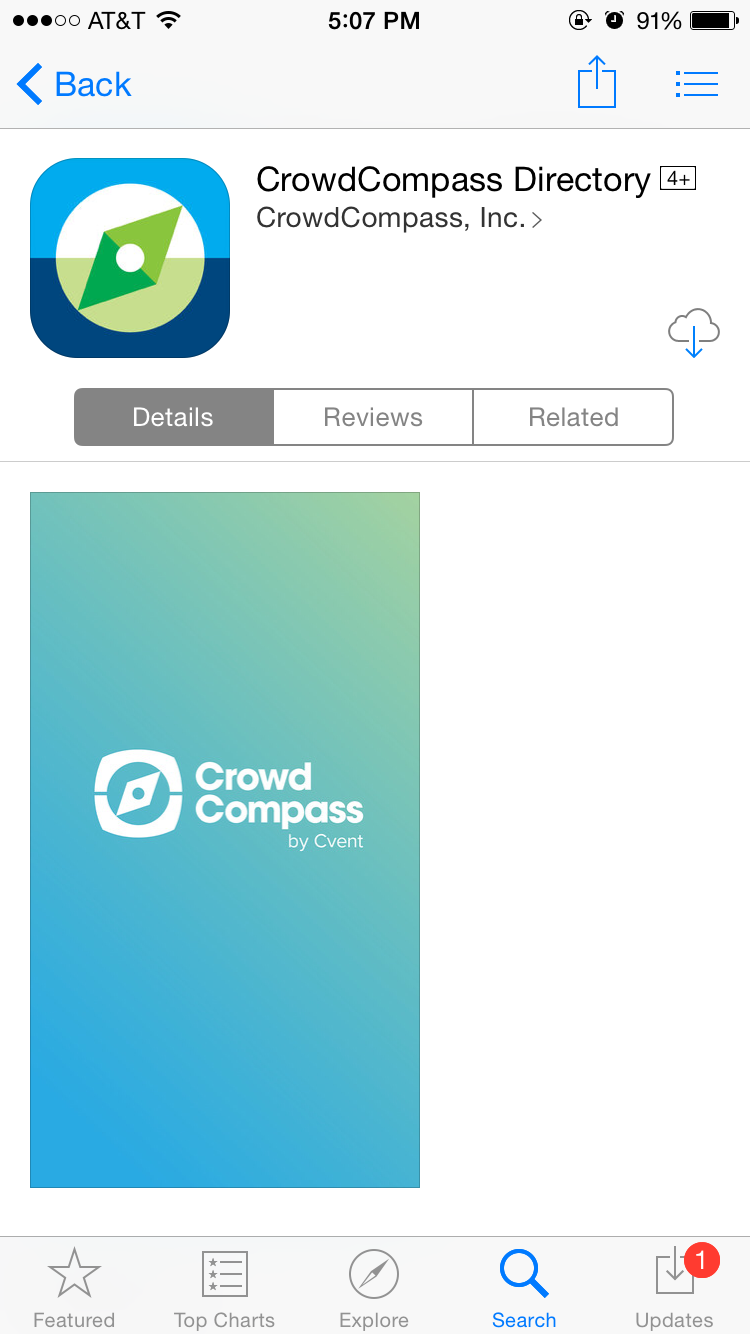 AT&T 5:07 PM 91%
Back
CrowdCompass Directory 4+
CrowdCompass, Inc.
Details Reviews Related
Crowd
Compass
by Cvent
1
Featured Top Charts Explore Search Updates